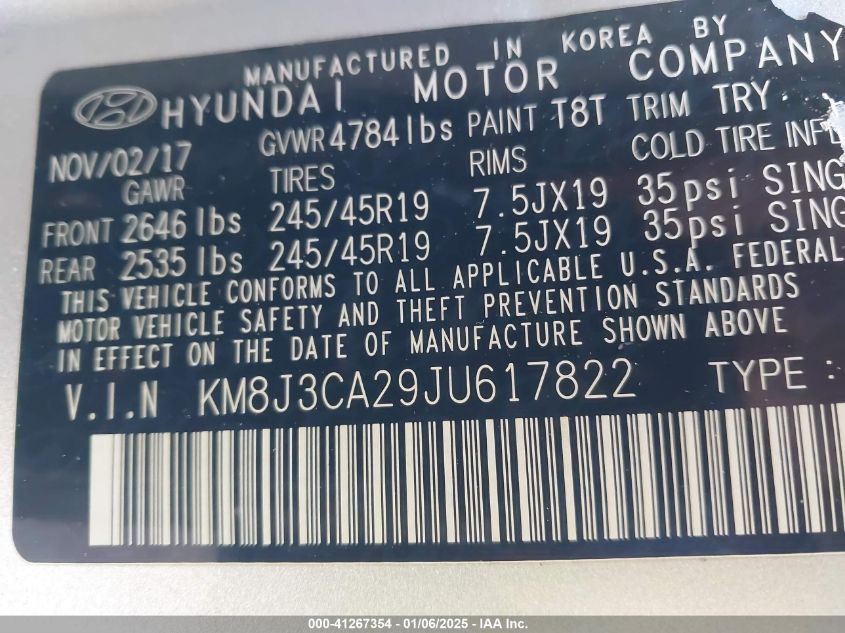 MANUFACTURED IN KOREA BY
HYUNDAI MOTOR COMPANY
NOV/02/17 GVWR 4784 lbs PAINT T8T TRIM TRY
GAWR TIRES RIMS COLD TIRE INFL
FRONT 2646 lbs 245/45R19 7.5JX19 35psi SING
REAR 2535 lbs 245/45R19 7.5JX19 35psi SING
THIS VEHICLE CONFORMS TO ALL APPLICABLE U.S.A. FEDERAL
MOTOR VEHICLE SAFETY AND THEFT PREVENTION STANDARDS
IN EFFECT ON THE DATE OF MANUFACTURE SHOWN ABOVE
V.I.N KM8J3CA29JU617822 TYPE :
000-41267354 - 01/06/2025 - IAA Inc.